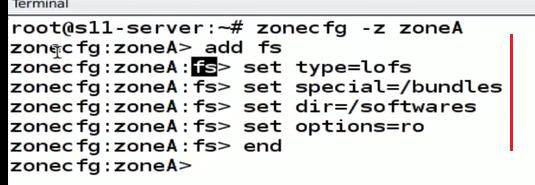 Terminal
root@s11-server:~# zonecfg -z zoneA
zonecfg:zoneA> add fs
zonecfg:zoneA:fs> set type=lofs
zonecfg:zoneA:fs> set special=/bundles
zonecfg:zoneA:fs> set dir=/softwares
zonecfg:zoneA:fs> set options=ro
zonecfg:zoneA:fs> end
zonecfg:zoneA>